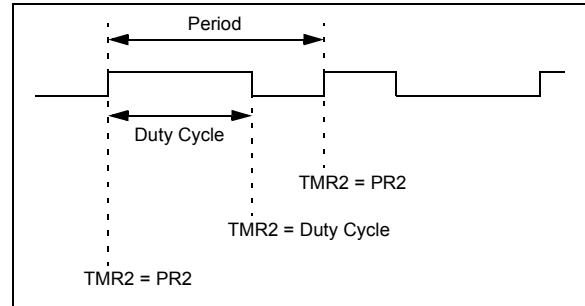 Period
Duty Cycle
TMR2 = PR2
TMR2 = Duty Cycle
TMR2 = PR2